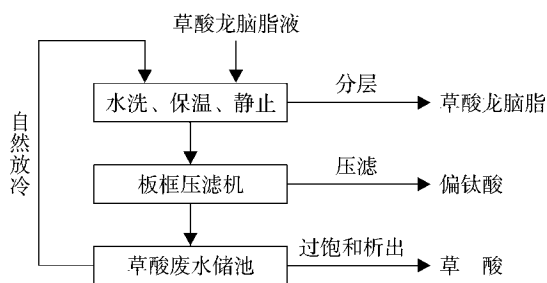 草酸龙脑脂液
水洗、保温、静止
分层
草酸龙脑脂
自然放冷
板框压滤机
压滤
偏钛酸
草酸废水储池
过饱和析出
草 酸